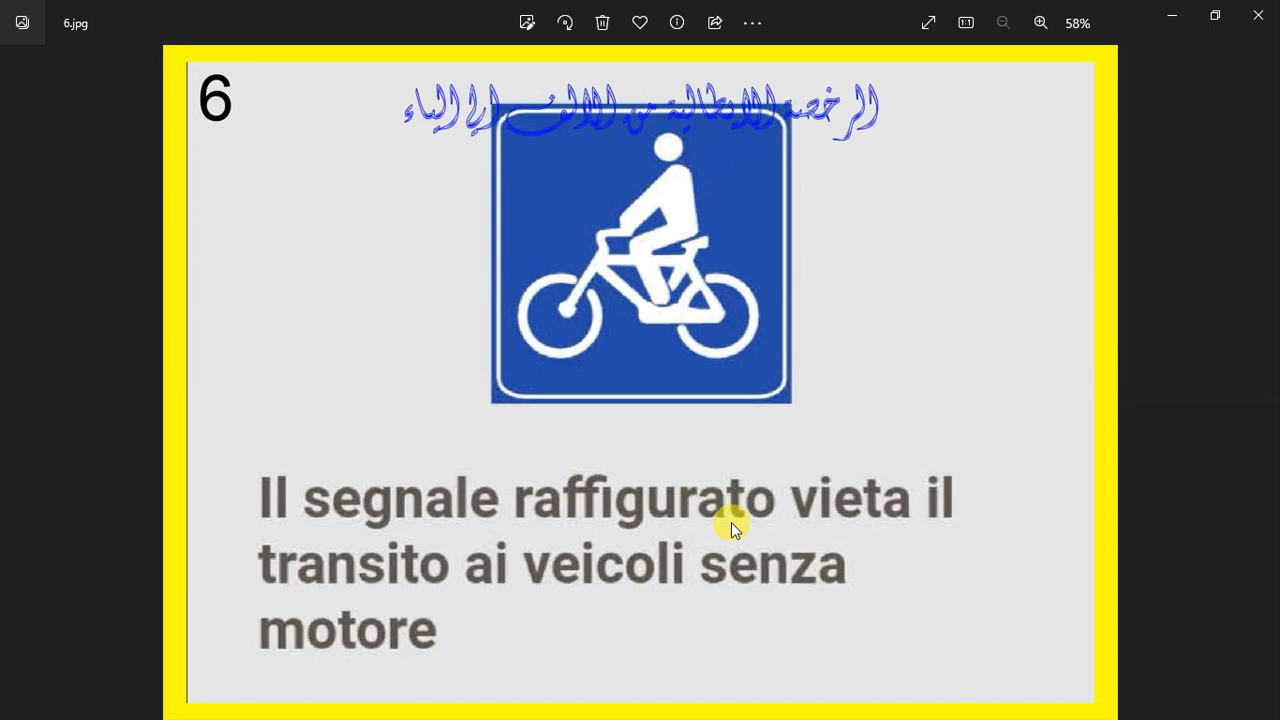 6.jpg
58%
6
الرخصة الايطالية من الالف الي الياء
Il segnale raffigurato vieta il
transito ai veicoli senza
motore